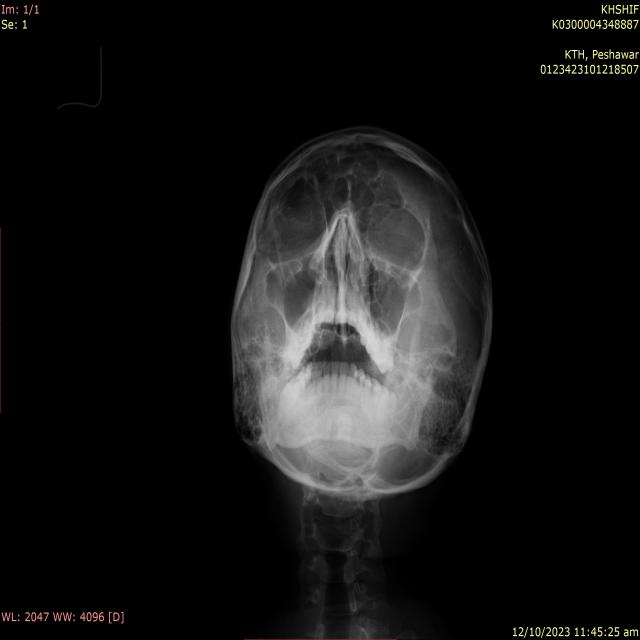 Im: 1/1
Se: 1
KHSHIF
K0300004348887
KTH, Peshawar
0123423101218507
WL: 2047 WW: 4096 [D]
12/10/2023 11:45:25 am